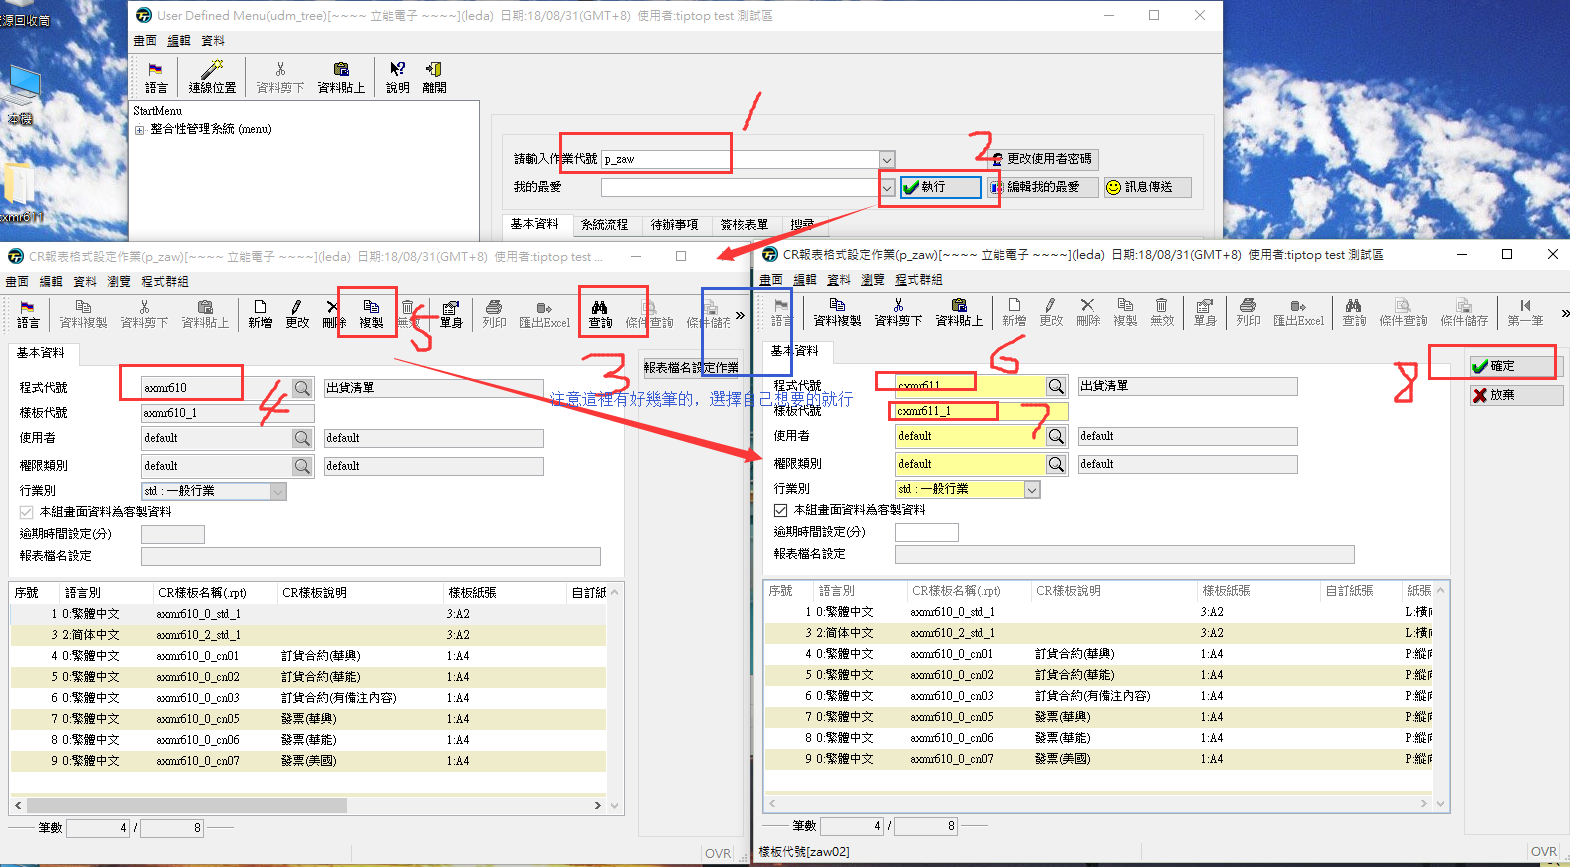 資源回收筒
本機
cxmr611
User Defined Menu(udm_tree)[~~~~ 立能電子 ~~~~](leda) 日期:18/08/31(GMT+8) 使用者:tiptop test 測試區
畫面 編輯 資料
語言 連線位置 資料剪下 資料貼上 說明 離開
StartMenu
整合性管理系統 (menu)
1
請輸入作業代號 p_zaw
2
更改使用者密碼
我的最愛 執行 編輯我的最愛 訊息傳送
基本資料 系統流程 待辦事項 簽核表單 搜尋
CR報表格式設定作業(p_zaw)[~~~~ 立能電子 ~~~~](leda) 日期:18/08/31(GMT+8) 使用者:tiptop test ...
畫面 編輯 資料 瀏覽 程式群組
語言 資料複製 資料剪下 資料貼上 新增 更改 刪除 複製 無效 單身 列印 匯出Excel 查詢 條件查詢 條件儲存 »
5
3
基本資料
報表檔名設定作業
程式代號 axmr610 出貨清單
4
樣板代號 axmr610_1
注意這裡有好幾筆的，選擇自己想要的就行
使用者 default default
權限類別 default default
行業別 std : 一般行業
本組畫面資料為客製資料
逾期時間設定(分)
報表檔名設定
序號 語言別 CR樣板名稱(.rpt) CR樣板說明 樣板紙張 自訂紙
1 0:繁體中文 axmr610_0_std_1 3:A2
3 2:简体中文 axmr610_2_std_1 3:A2
4 0:繁體中文 axmr610_0_cn01 訂貨合約(華興) 1:A4
5 0:繁體中文 axmr610_0_cn02 訂貨合約(華能) 1:A4
6 0:繁體中文 axmr610_0_cn03 訂貨合約(有備注內容) 1:A4
7 0:繁體中文 axmr610_0_cn05 發票(華興) 1:A4
8 0:繁體中文 axmr610_0_cn06 發票(華能) 1:A4
9 0:繁體中文 axmr610_0_cn07 發票(美國) 1:A4
筆數 4 / 8
OVR
CR報表格式設定作業(p_zaw)[~~~~ 立能電子 ~~~~](leda) 日期:18/08/31(GMT+8) 使用者:tiptop test 測試區
畫面 編輯 資料 瀏覽 程式群組
語言 資料複製 資料剪下 資料貼上 新增 更改 刪除 複製 無效 單身 列印 匯出Excel 查詢 條件查詢 條件儲存 第一筆 »
6
8
基本資料
確定
程式代號 cxmr611 出貨清單
放棄
樣板代號 cxmr611_1
7
使用者 default default
權限類別 default default
行業別 std : 一般行業
本組畫面資料為客製資料
逾期時間設定(分)
報表檔名設定
序號 語言別 CR樣板名稱(.rpt) CR樣板說明 樣板紙張 自訂紙張 紙張
1 0:繁體中文 axmr610_0_std_1 3:A2 L:橫向
3 2:简体中文 axmr610_2_std_1 3:A2 L:橫向
4 0:繁體中文 axmr610_0_cn01 訂貨合約(華興) 1:A4 P:縱向
5 0:繁體中文 axmr610_0_cn02 訂貨合約(華能) 1:A4 P:縱向
6 0:繁體中文 axmr610_0_cn03 訂貨合約(有備注內容) 1:A4 P:縱向
7 0:繁體中文 axmr610_0_cn05 發票(華興) 1:A4 P:縱向
8 0:繁體中文 axmr610_0_cn06 發票(華能) 1:A4 P:縱向
9 0:繁體中文 axmr610_0_cn07 發票(美國) 1:A4 P:縱向
筆數 4 / 8
樣板代號[zaw02]
OVR